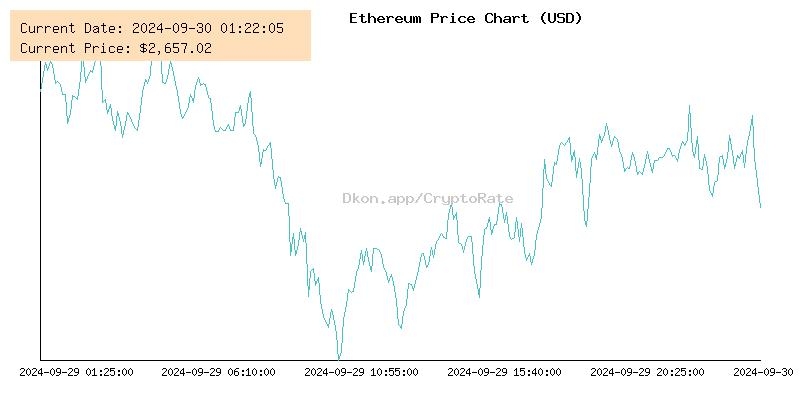 Ethereum Price Chart (USD)
Current Date: 2024-09-30 01:22:05
Current Price: $2,657.02
Dkon.app/CryptoRate
2024-09-29 01:25:00 2024-09-29 06:10:00 2024-09-29 10:55:00 2024-09-29 15:40:00 2024-09-29 20:25:00 2024-09-30